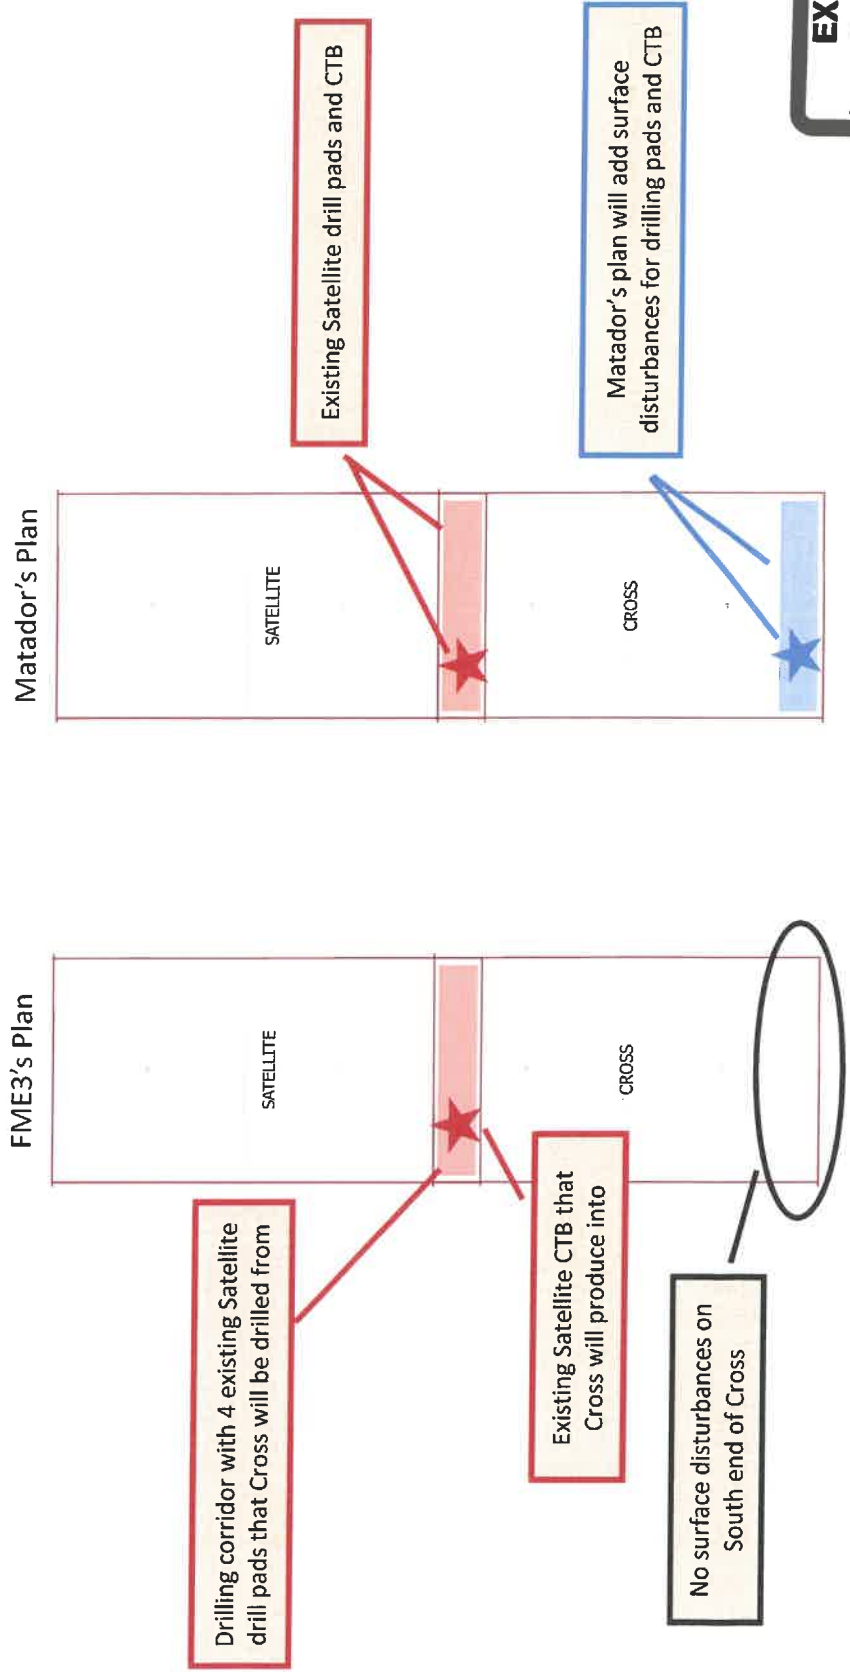 FME3's Plan
Drilling corridor with 4 existing Satellite
drill pads that Cross will be drilled from
SATELLITE
Existing Satellite CTB that
Cross will produce into
CROSS
No surface disturbances on
South end of Cross
Matador's Plan
SATELLITE
Existing Satellite drill pads and CTB
CROSS
Matador's plan will add surface
disturbances for drilling pads and CTB
EX